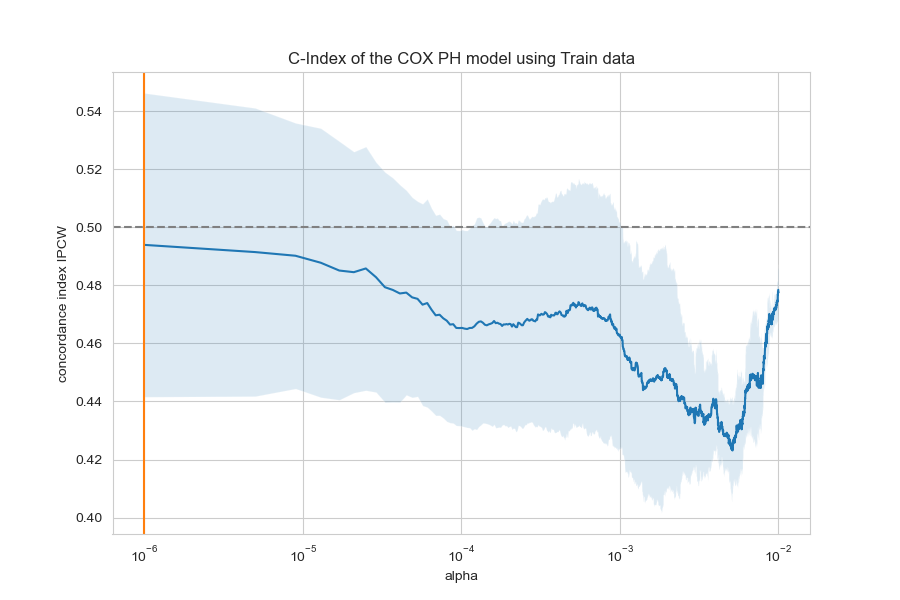 C-Index of the COX PH model using Train data
concordance index IPCW
0.54
0.52
0.50
0.48
0.46
0.44
0.42
0.40
10⁻⁶ 10⁻⁵ 10⁻⁴ 10⁻³ 10⁻²
alpha